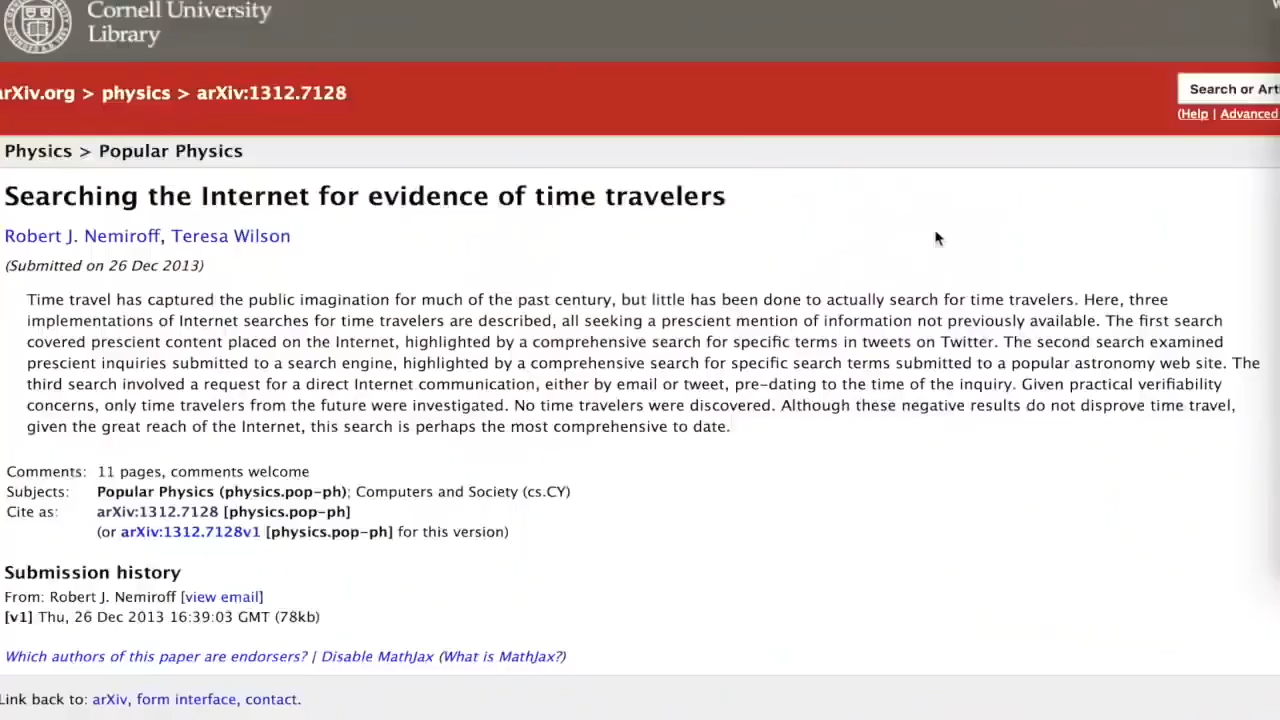 Cornell University
Library
arXiv.org > physics > arXiv:1312.7128
Search or Art
(Help | Advanced
Physics > Popular Physics
Searching the Internet for evidence of time travelers
Robert J. Nemiroff, Teresa Wilson
(Submitted on 26 Dec 2013)
Time travel has captured the public imagination for much of the past century, but little has been done to actually search for time travelers. Here, three
implementations of Internet searches for time travelers are described, all seeking a prescient mention of information not previously available. The first search
covered prescient content placed on the Internet, highlighted by a comprehensive search for specific terms in tweets on Twitter. The second search examined
prescient inquiries submitted to a search engine, highlighted by a comprehensive search for specific search terms submitted to a popular astronomy web site. The
third search involved a request for a direct Internet communication, either by email or tweet, pre-dating to the time of the inquiry. Given practical verifiability
concerns, only time travelers from the future were investigated. No time travelers were discovered. Although these negative results do not disprove time travel,
given the great reach of the Internet, this search is perhaps the most comprehensive to date.
Comments: 11 pages, comments welcome
Subjects: Popular Physics (physics.pop-ph); Computers and Society (cs.CY)
Cite as: arXiv:1312.7128 [physics.pop-ph]
(or arXiv:1312.7128v1 [physics.pop-ph] for this version)
Submission history
From: Robert J. Nemiroff [view email]
[v1] Thu, 26 Dec 2013 16:39:03 GMT (78kb)
Which authors of this paper are endorsers? | Disable MathJax (What is MathJax?)
Link back to: arXiv, form interface, contact.